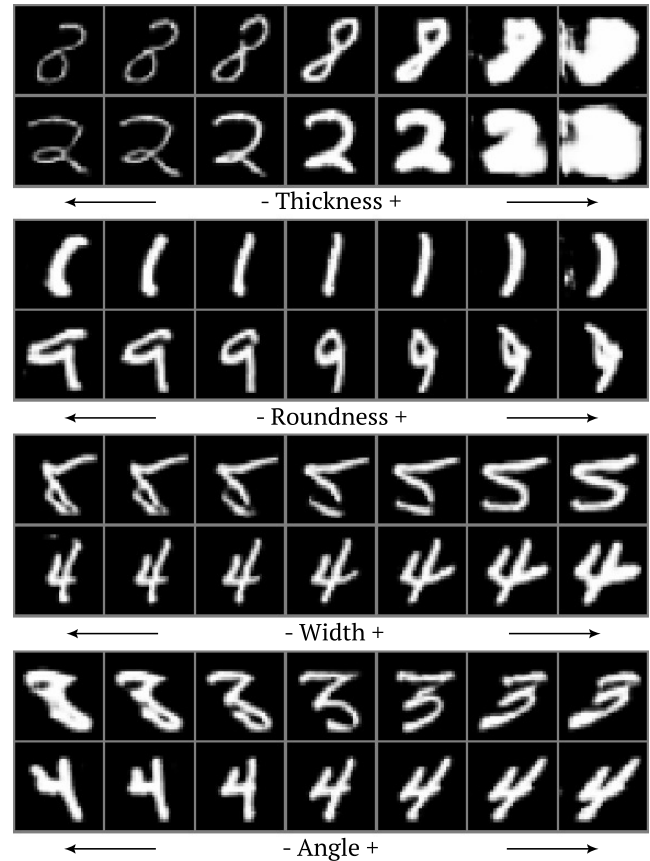 - Thickness +
- Roundness +
- Width +
- Angle +